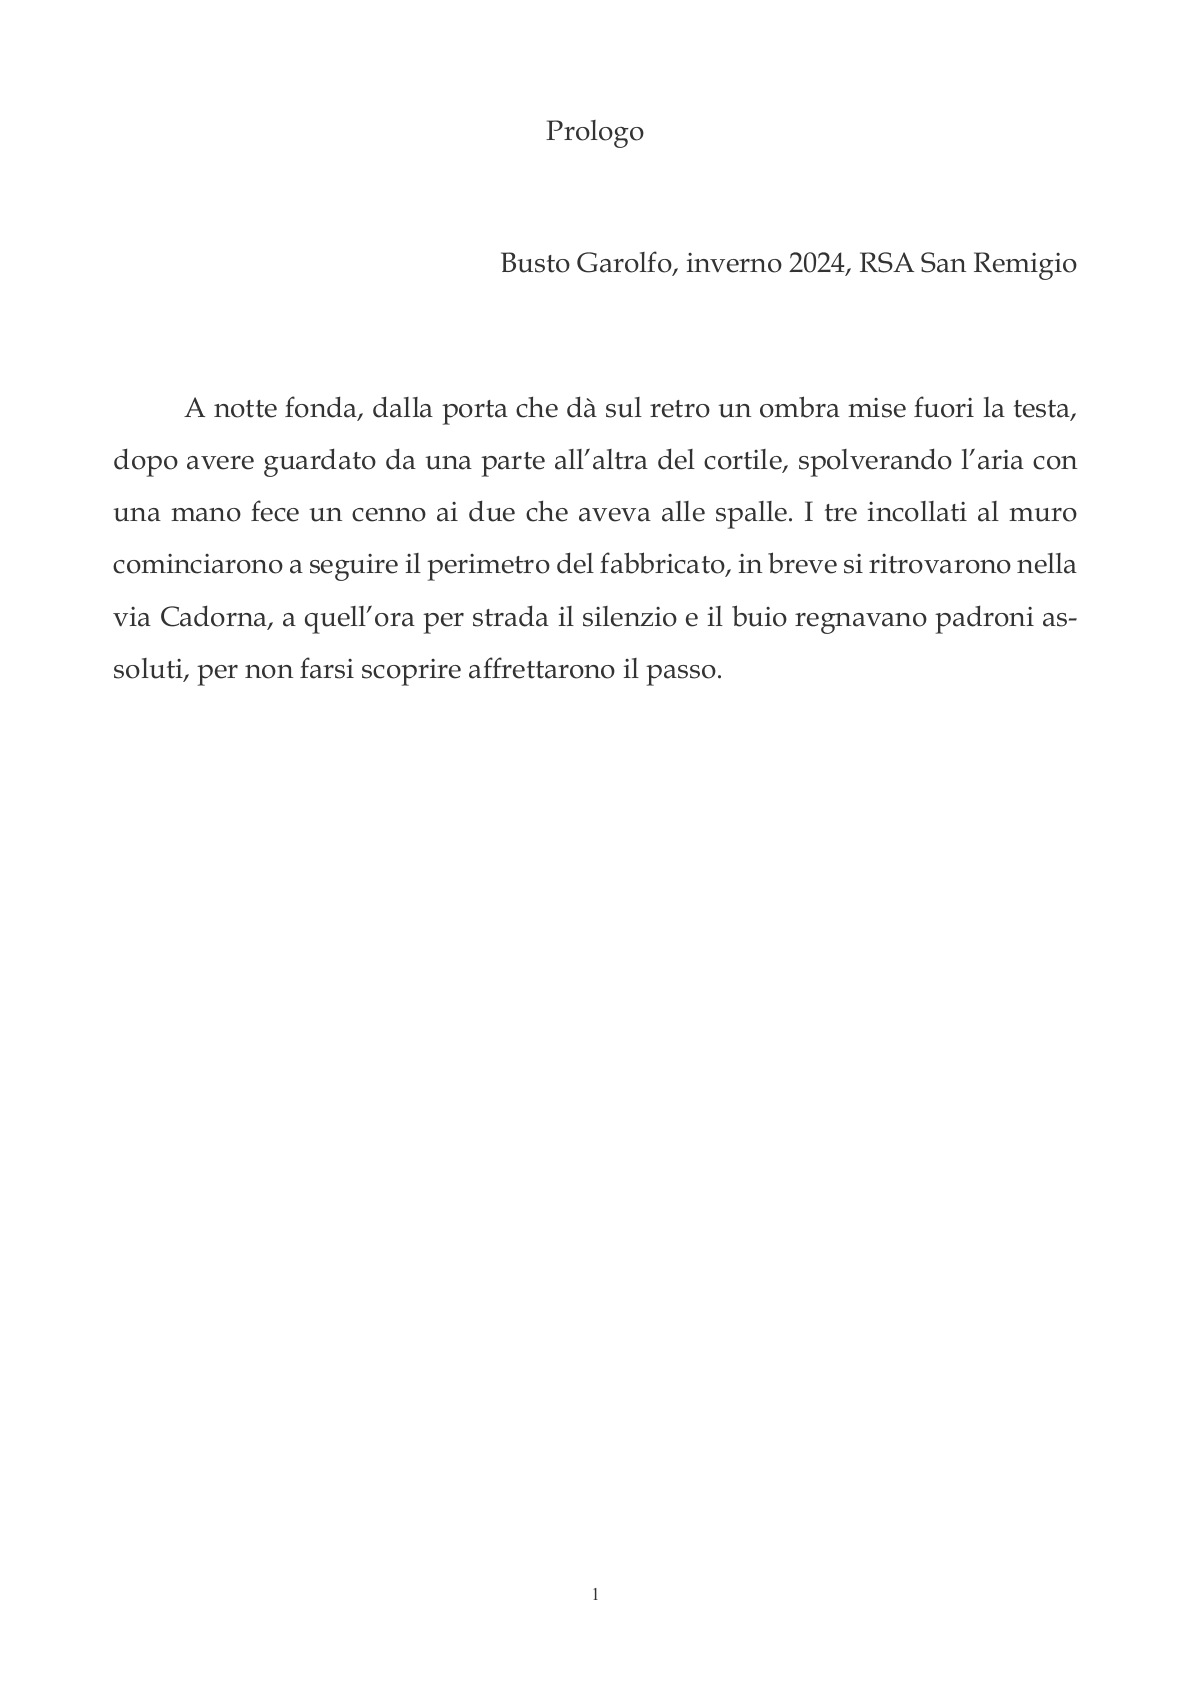 Prologo
Busto Garolfo, inverno 2024, RSA San Remigio
A notte fonda, dalla porta che dà sul retro un ombra mise fuori la testa,
dopo avere guardato da una parte all’altra del cortile, spolverando l’aria con
una mano fece un cenno ai due che aveva alle spalle. I tre incollati al muro
cominciarono a seguire il perimetro del fabbricato, in breve si ritrovarono nella
via Cadorna, a quell’ora per strada il silenzio e il buio regnavano padroni as-
soluti, per non farsi scoprire affrettarono il passo.
1